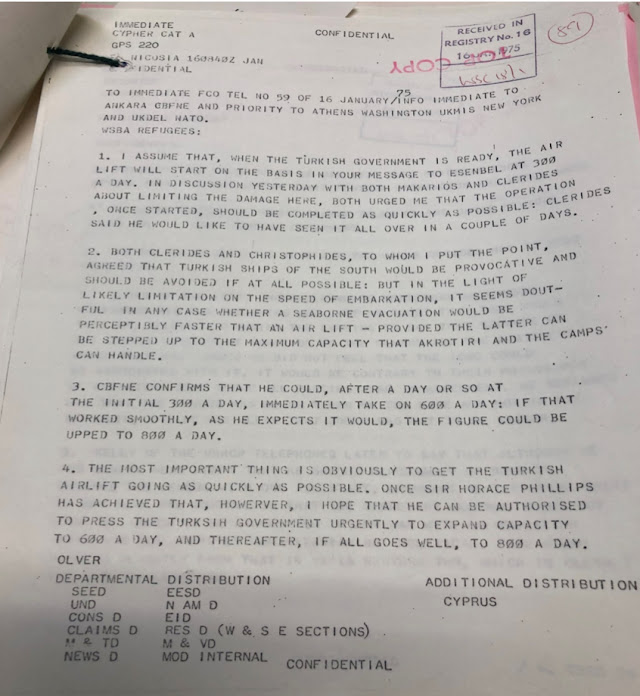 IMMEDIATE
CYPHER CAT A CONFIDENTIAL
GPS 220
NICOSIA 160840Z JAN
IDENTIAL
RECEIVED IN
REGISTRY No. 16
COPY
TO IMMEDIATE FCO TEL NO 59 OF 16 JANUARY/75 INFO IMMEDIATE TO
ANKARA CBFNE AND PRIORITY TO ATHENS WASHINGTON UKMIS NEW YORK
AND UKDEL NATO.
WSBA REFUGEES:
1. I ASSUME THAT, WHEN THE TURKISH GOVERNMENT IS READY, THE AIR
LIFT WILL START ON THE BASIS IN YOUR MESSAGE TO ESENBEL AT 300
A DAY. IN DISCUSSION YESTERDAY WITH BOTH MAKARIOS AND CLERIDES
ABOUT LIMITING THE DAMAGE HERE, BOTH URGED ME THAT THE OPERATION
, ONCE STARTED, SHOULD BE COMPLETED AS QUICKLY AS POSSIBLE: CLERIDES
SAID HE WOULD LIKE TO HAVE SEEN IT ALL OVER IN A COUPLE OF DAYS.
2. BOTH CLERIDES AND CHRISTOPHIDES, TO WHOM I PUT THE POINT,
AGREED THAT TURKISH SHIPS OF THE SOUTH WOULD BE PROVOCATIVE AND
SHOULD BE AVOIDED IF AT ALL POSSIBLE: BUT IN THE LIGHT OF
LIKELY LIMITATION ON THE SPEED OF EMBARKATION, IT SEEMS DOUT-
FUL IN ANY CASE WHETHER A SEABORNE EVACUATION WOULD BE
PERCEPTIBLY FASTER THAT AN AIR LIFT - PROVIDED THE LATTER CAN
BE STEPPED UP TO THE MAXIMUM CAPACITY THAT AKROTIRI AND THE CAMPS
CAN HANDLE.
3. CBFNE CONFIRMS THAT HE COULD, AFTER A DAY OR SO AT
THE INITIAL 300 A DAY, IMMEDIATELY TAKE ON 600 A DAY: IF THAT
WORKED SMOOTHLY, AS HE EXPECTS IT WOULD, THE FIGURE COULD BE
UPPED TO 800 A DAY.
4. THE MOST IMPORTANT THING IS OBVIOUSLY TO GET THE TURKISH
AIRLIFT GOING AS QUICKLY AS POSSIBLE. ONCE SIR HORACE PHILLIPS
HAS ACHIEVED THAT, HOWERVER, I HOPE THAT HE CAN BE AUTHORISED
TO PRESS THE TURKSIH GOVERNMENT URGENTLY TO EXPAND CAPACITY
TO 600 A DAY, AND THEREAFTER, IF ALL GOES WELL, TO 800 A DAY.
OLVER
DEPARTMENTAL DISTRIBUTION ADDITIONAL DISTRIBUTION
SEED EESD CYPRUS
UND N AM D
CONS D EID
CLAIMS D RES D (W & S E SECTIONS)
M & TD M & VD
NEWS D MOD INTERNAL
CONFIDENTIAL